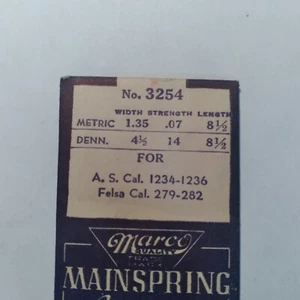 No. 3254
WIDTH STRENGTH LENGTH
METRIC 1.35 .07 8½
DENN. 4½ 14 8½
FOR
A. S. Cal. 1234-1236
Felsa Cal. 279-282
Marco
QUALITY
TRADE
MARK
MAINSPRING